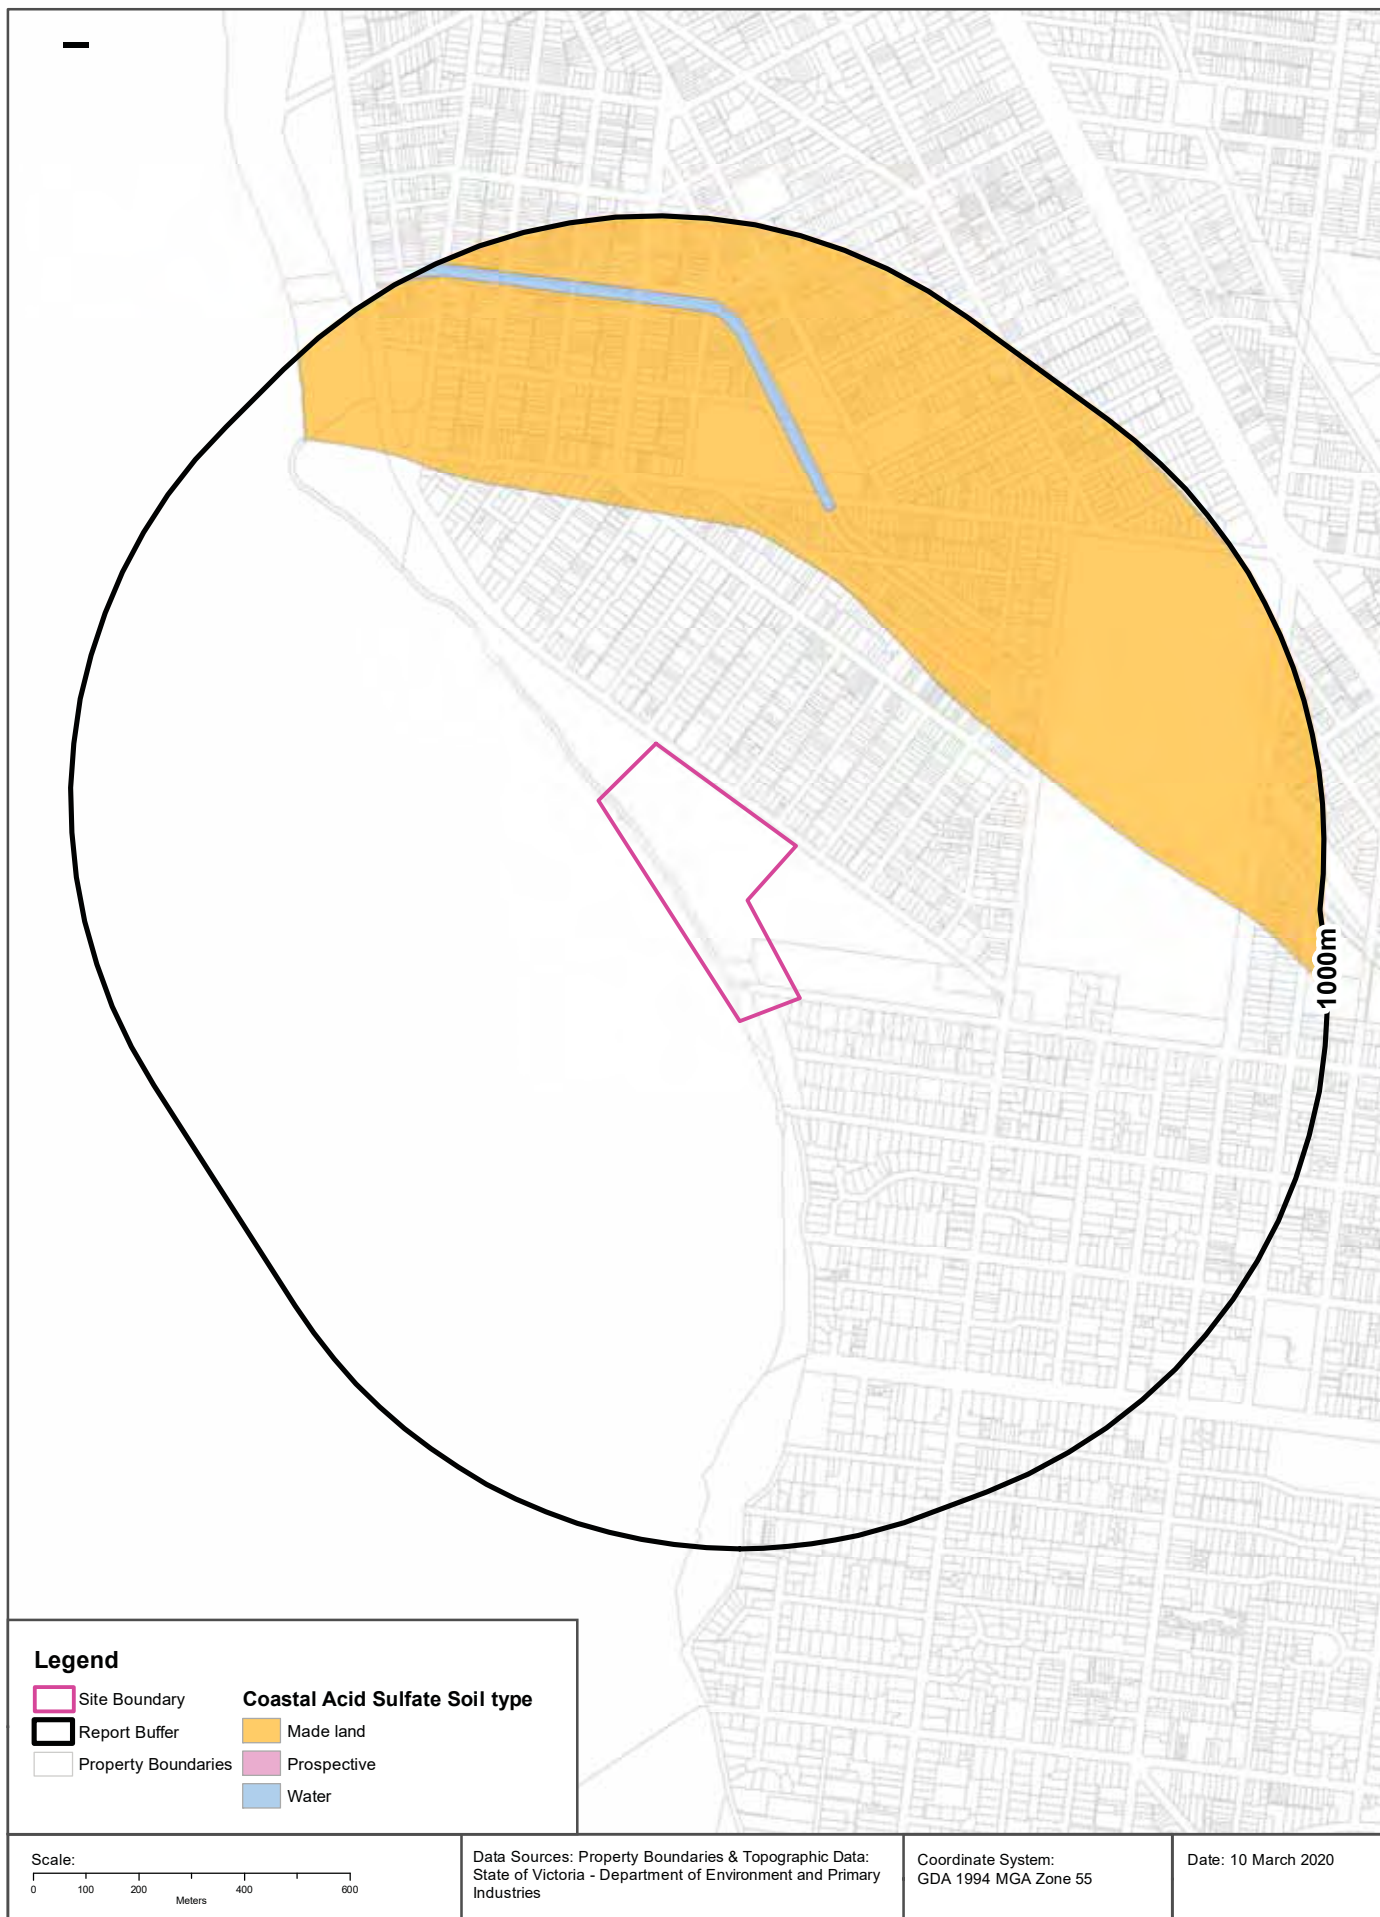 1000m
Legend
Site Boundary
Report Buffer
Property Boundaries
Coastal Acid Sulfate Soil type
Made land
Prospective
Water
Scale:
0 100 200 400 600
Meters
Data Sources: Property Boundaries & Topographic Data:
State of Victoria - Department of Environment and Primary
Industries
Coordinate System:
GDA 1994 MGA Zone 55
Date: 10 March 2020